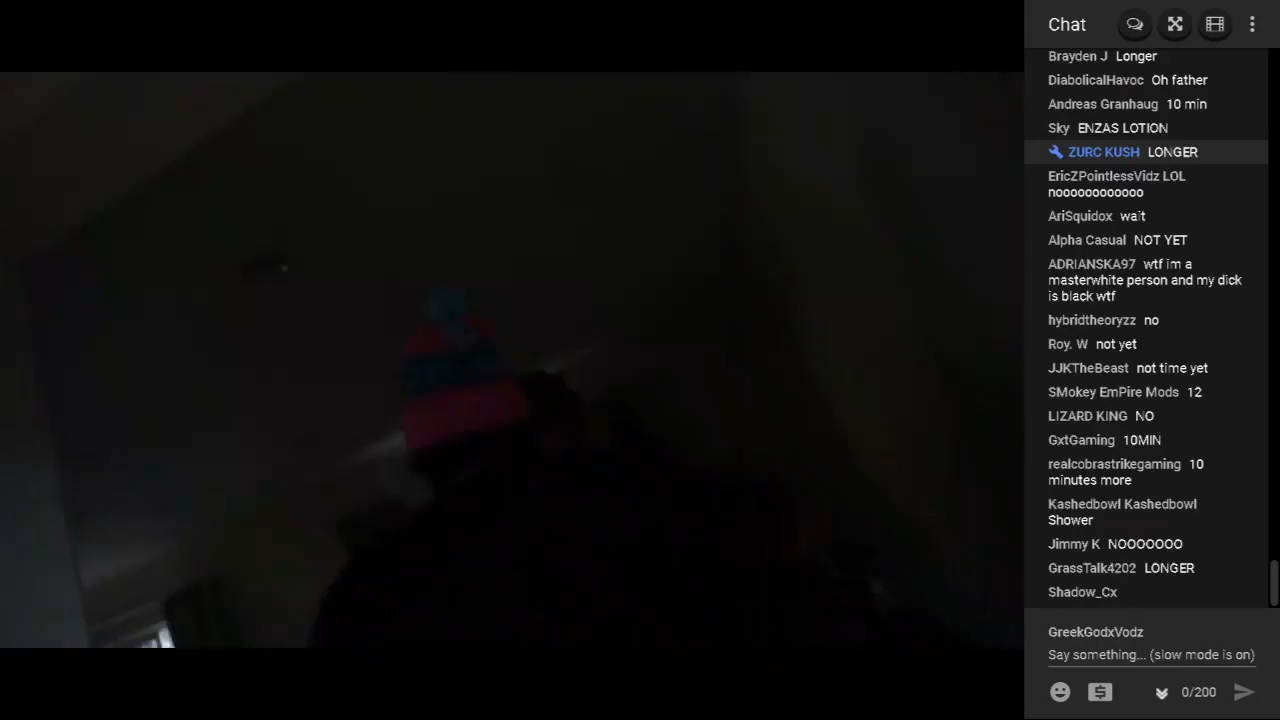 Chat
Brayden J Longer
DiabolicalHavoc Oh father
Andreas Granhaug 10 min
Sky ENZAS LOTION
ZURC KUSH LONGER
EricZPointlessVidz LOL
noooooooooooo
AriSquidox wait
Alpha Casual NOT YET
ADRIANSKA97 wtf im a
masterwhite person and my dick
is black wtf
hybridtheoryzz no
Roy. W not yet
JJKTheBeast not time yet
SMokey EmPire Mods 12
LIZARD KING NO
GxtGaming 10MIN
realcobrastrikegaming 10
minutes more
Kashedbowl Kashedbowl
Shower
Jimmy K NOOOOOOO
GrassTalk4202 LONGER
Shadow_Cx
GreekGodxVodz
Say something... (slow mode is on)
0/200